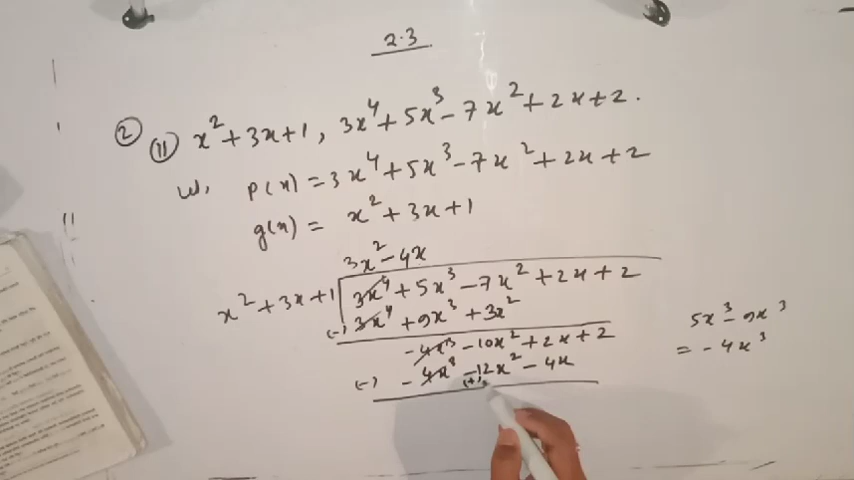 2.3
② (ii) x² + 3x + 1, 3x⁴ + 5x³ - 7x² + 2x + 2.
p(x) = 3x⁴ + 5x³ - 7x² + 2x + 2
g(x) = x² + 3x + 1
3x² - 4x
x² + 3x + 1 3x⁴ + 5x³ - 7x² + 2x + 2
(-) 3x⁴ + 9x³ + 3x²
- 4x³ - 10x² + 2x + 2
(-) - 4x³ - 12x² - 4x
(+)
5x³ - 9x³
= - 4x³